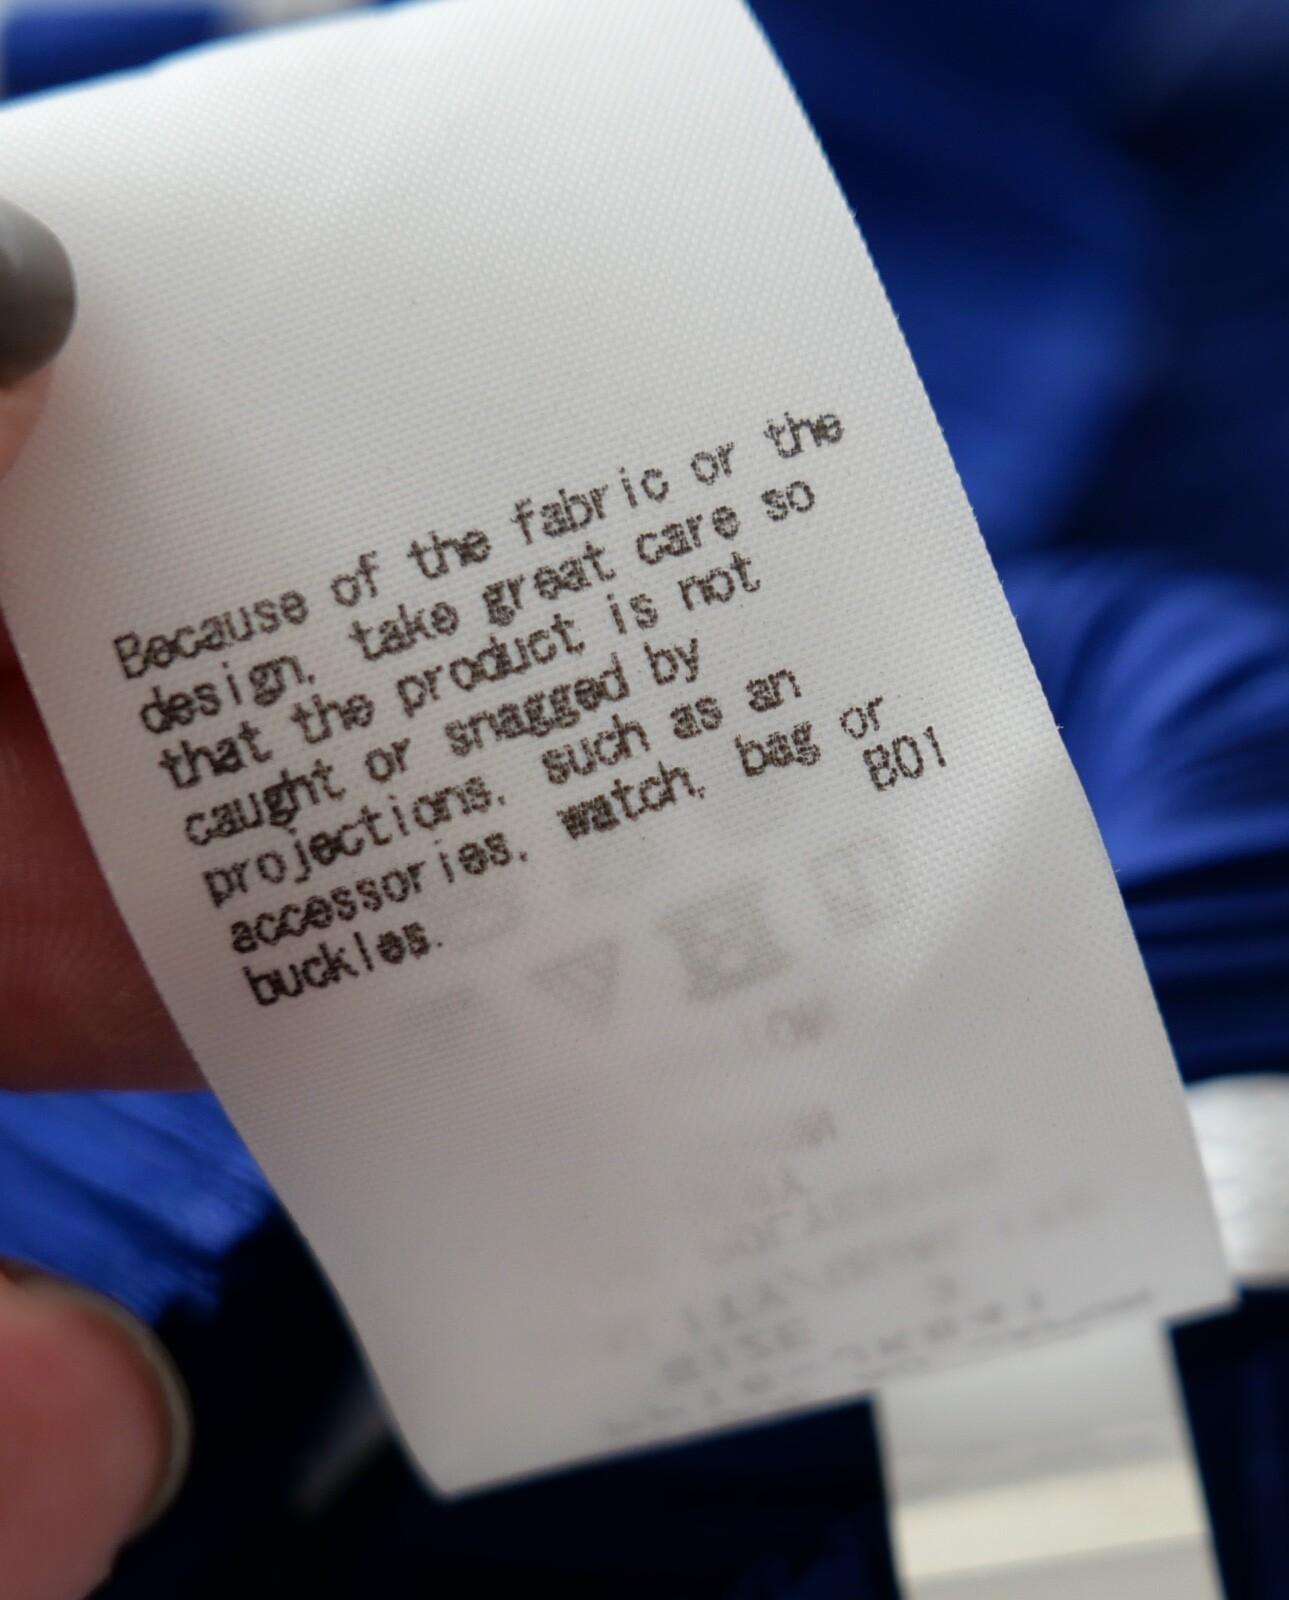 Because of the fabric or the
design, take great care so
that the product is not
caught or snagged by
projections, such as an
accessories, watch, bag or
buckles.
B01